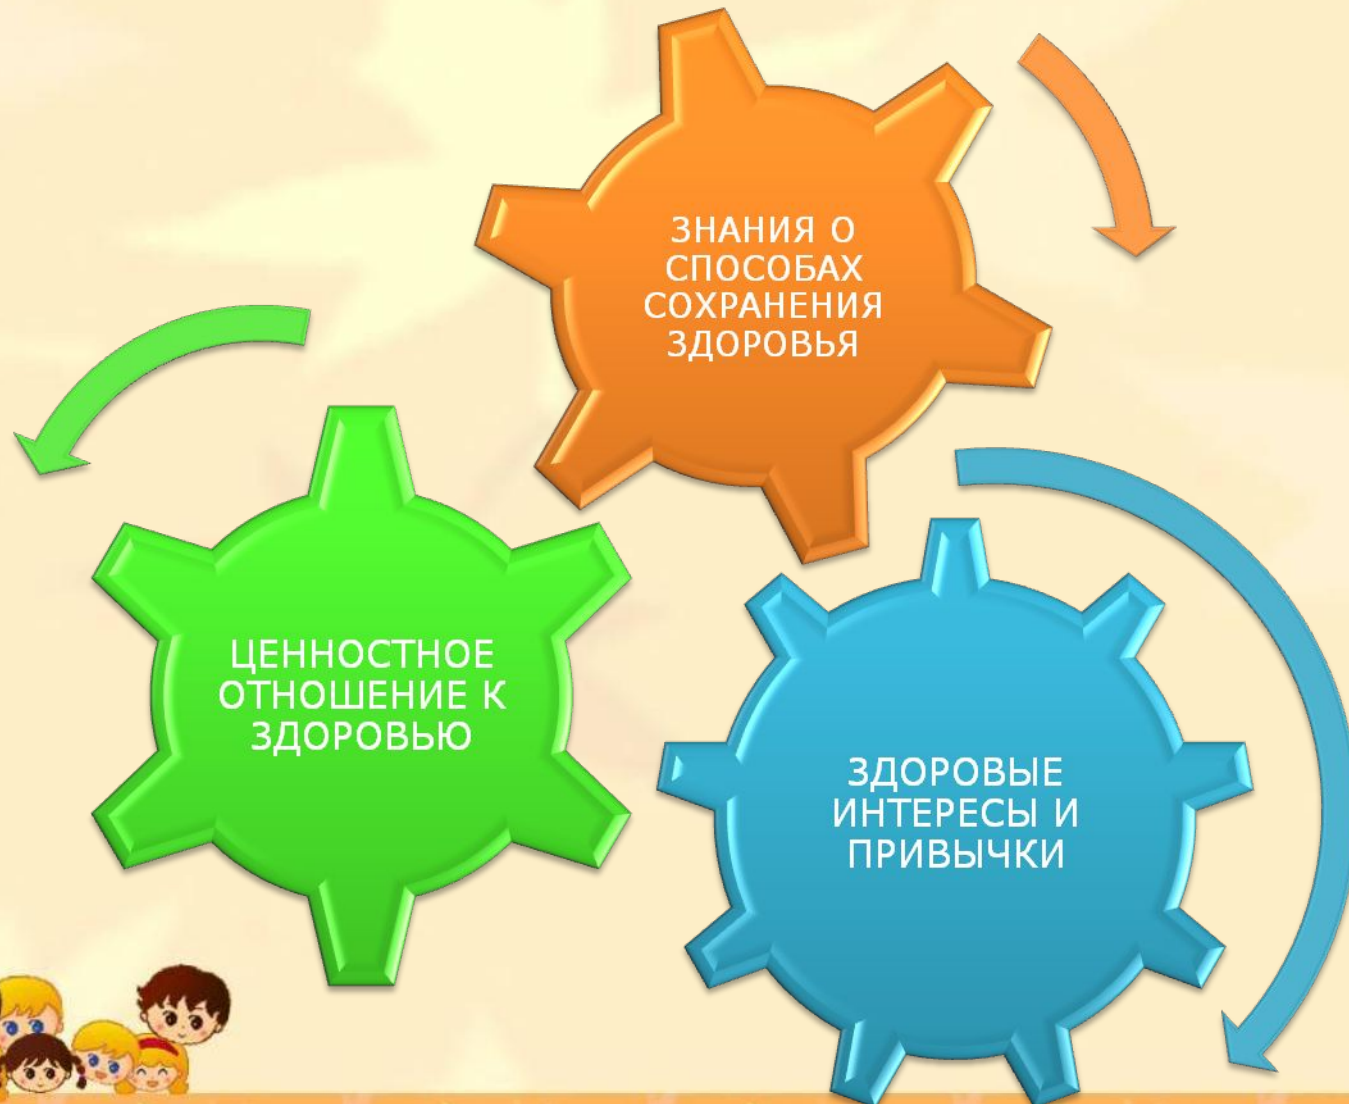 ЗНАНИЯ О
СПОСОБАХ
СОХРАНЕНИЯ
ЗДОРОВЬЯ
ЦЕННОСТНОЕ
ОТНОШЕНИЕ К
ЗДОРОВЬЮ
ЗДОРОВЫЕ
ИНТЕРЕСЫ И
ПРИВЫЧКИ